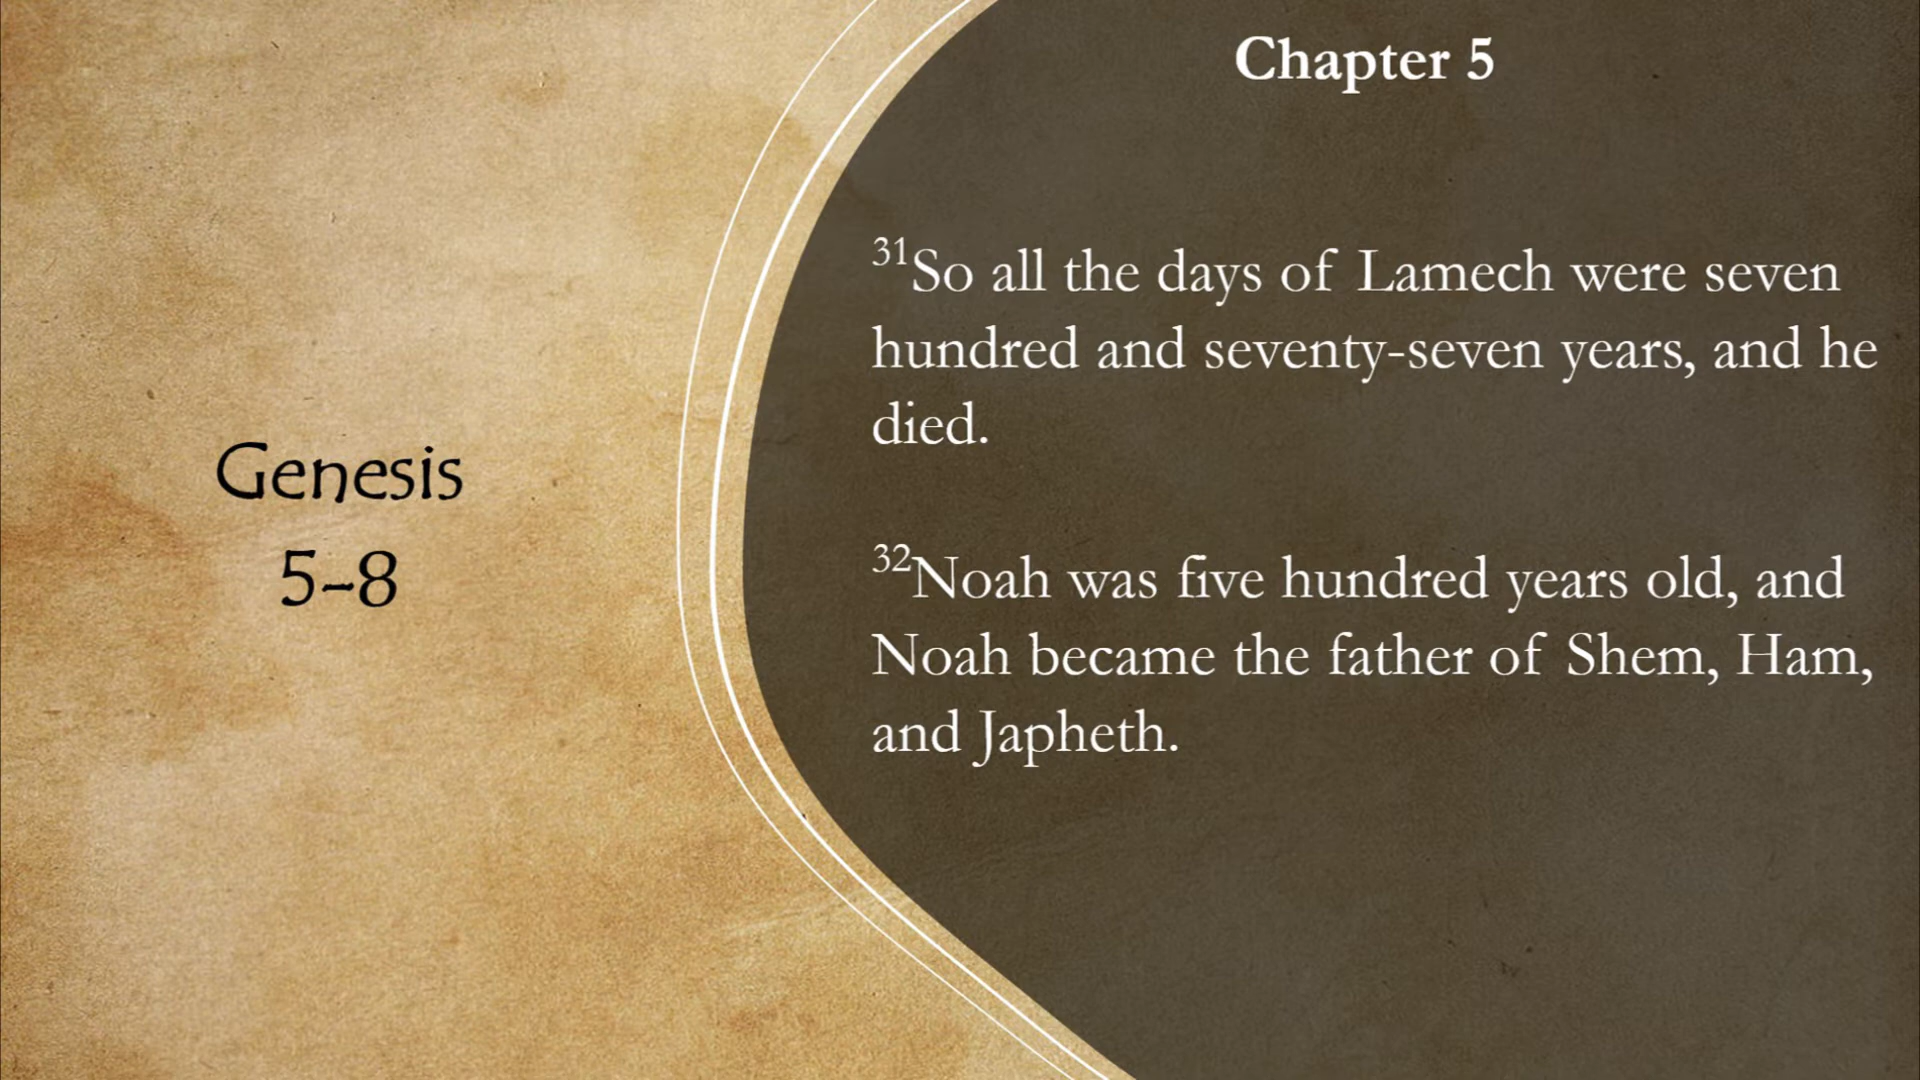 Genesis
5-8
Chapter 5
31So all the days of Lamech were seven
hundred and seventy-seven years, and he
died.
32Noah was five hundred years old, and
Noah became the father of Shem, Ham,
and Japheth.